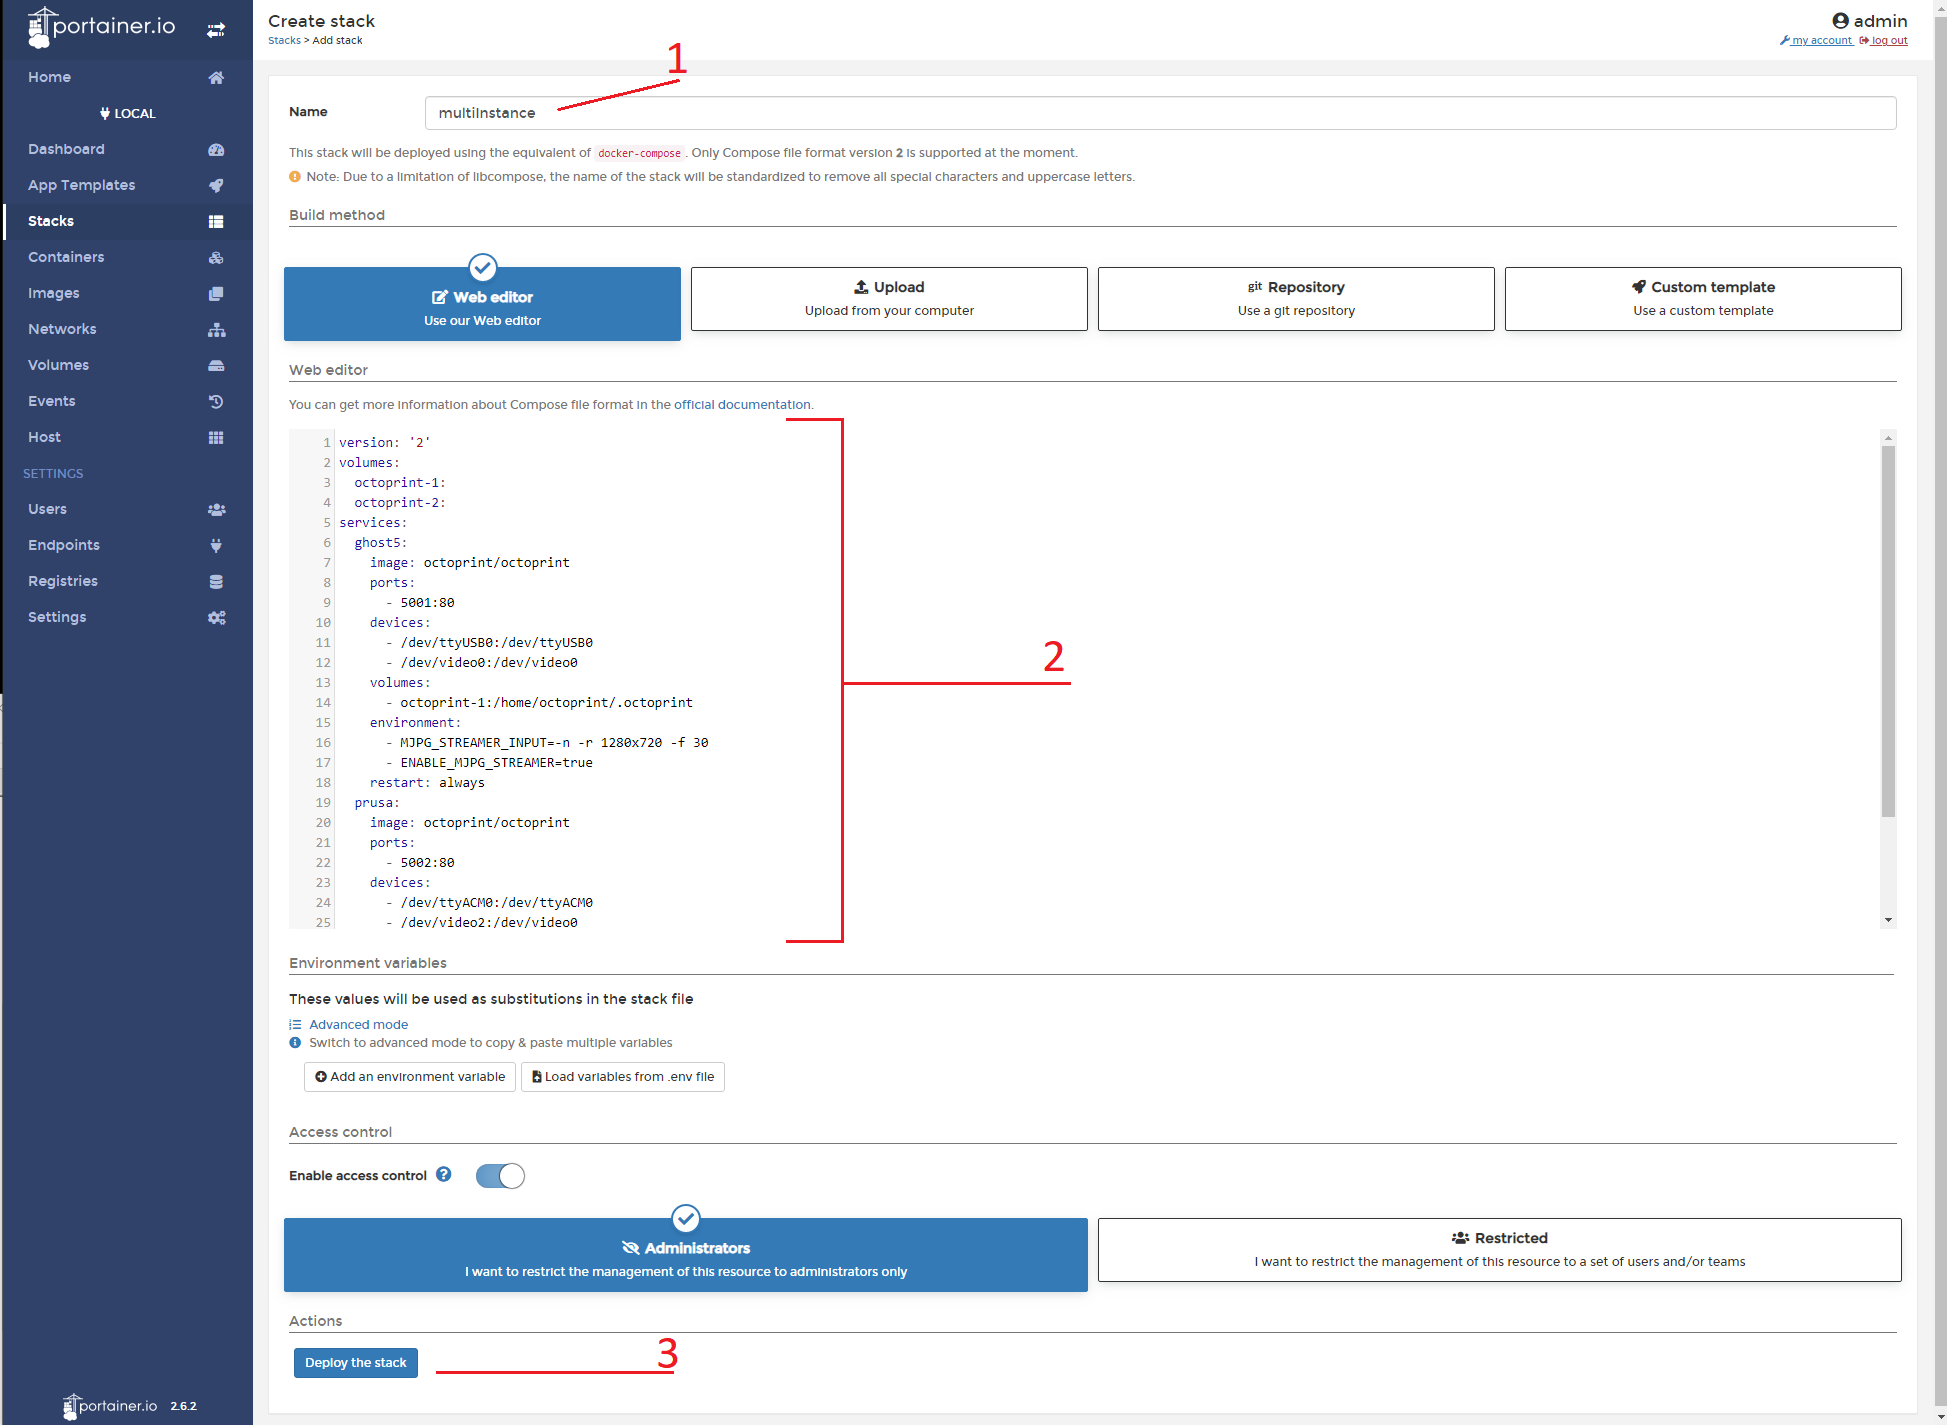 portainer.io
Home
LOCAL
Dashboard
App Templates
Stacks
Containers
Images
Networks
Volumes
Events
Host
SETTINGS
Users
Endpoints
Registries
Settings
portainer.io 2.6.2
Create stack
Stacks > Add stack
admin
my account log out
1
Name multiInstance
This stack will be deployed using the equivalent of docker-compose . Only Compose file format version 2 is supported at the moment.
Note: Due to a limitation of libcompose, the name of the stack will be standardized to remove all special characters and uppercase letters.
Build method
Web editor
Use our Web editor
Upload
Upload from your computer
git Repository
Use a git repository
Custom template
Use a custom template
Web editor
You can get more information about Compose file format in the official documentation.
1 version: '2'
2 volumes:
3 octoprint-1:
4 octoprint-2:
5 services:
6 ghost5:
7 image: octoprint/octoprint
8 ports:
9 - 5001:80
10 devices:
11 - /dev/ttyUSB0:/dev/ttyUSB0
12 - /dev/video0:/dev/video0
13 volumes:
14 - octoprint-1:/home/octoprint/.octoprint
15 environment:
16 - MJPG_STREAMER_INPUT=-n -r 1280x720 -f 30
17 - ENABLE_MJPG_STREAMER=true
18 restart: always
19 prusa:
20 image: octoprint/octoprint
21 ports:
22 - 5002:80
23 devices:
24 - /dev/ttyACM0:/dev/ttyACM0
25 - /dev/video2:/dev/video0
2
Environment variables
These values will be used as substitutions in the stack file
Advanced mode
Switch to advanced mode to copy & paste multiple variables
Add an environment variable Load variables from .env file
Access control
Enable access control
Administrators
I want to restrict the management of this resource to administrators only
Restricted
I want to restrict the management of this resource to a set of users and/or teams
Actions
Deploy the stack
3